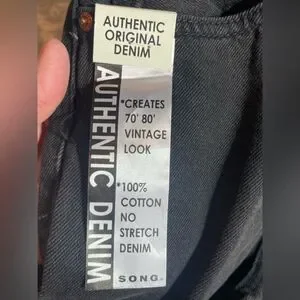 AUTHENTIC
ORIGINAL
DENIM
AUTHENTIC DENIM
*CREATES
70' 80'
VINTAGE
LOOK
*100%
COTTON
NO
STRETCH
DENIM
SONG